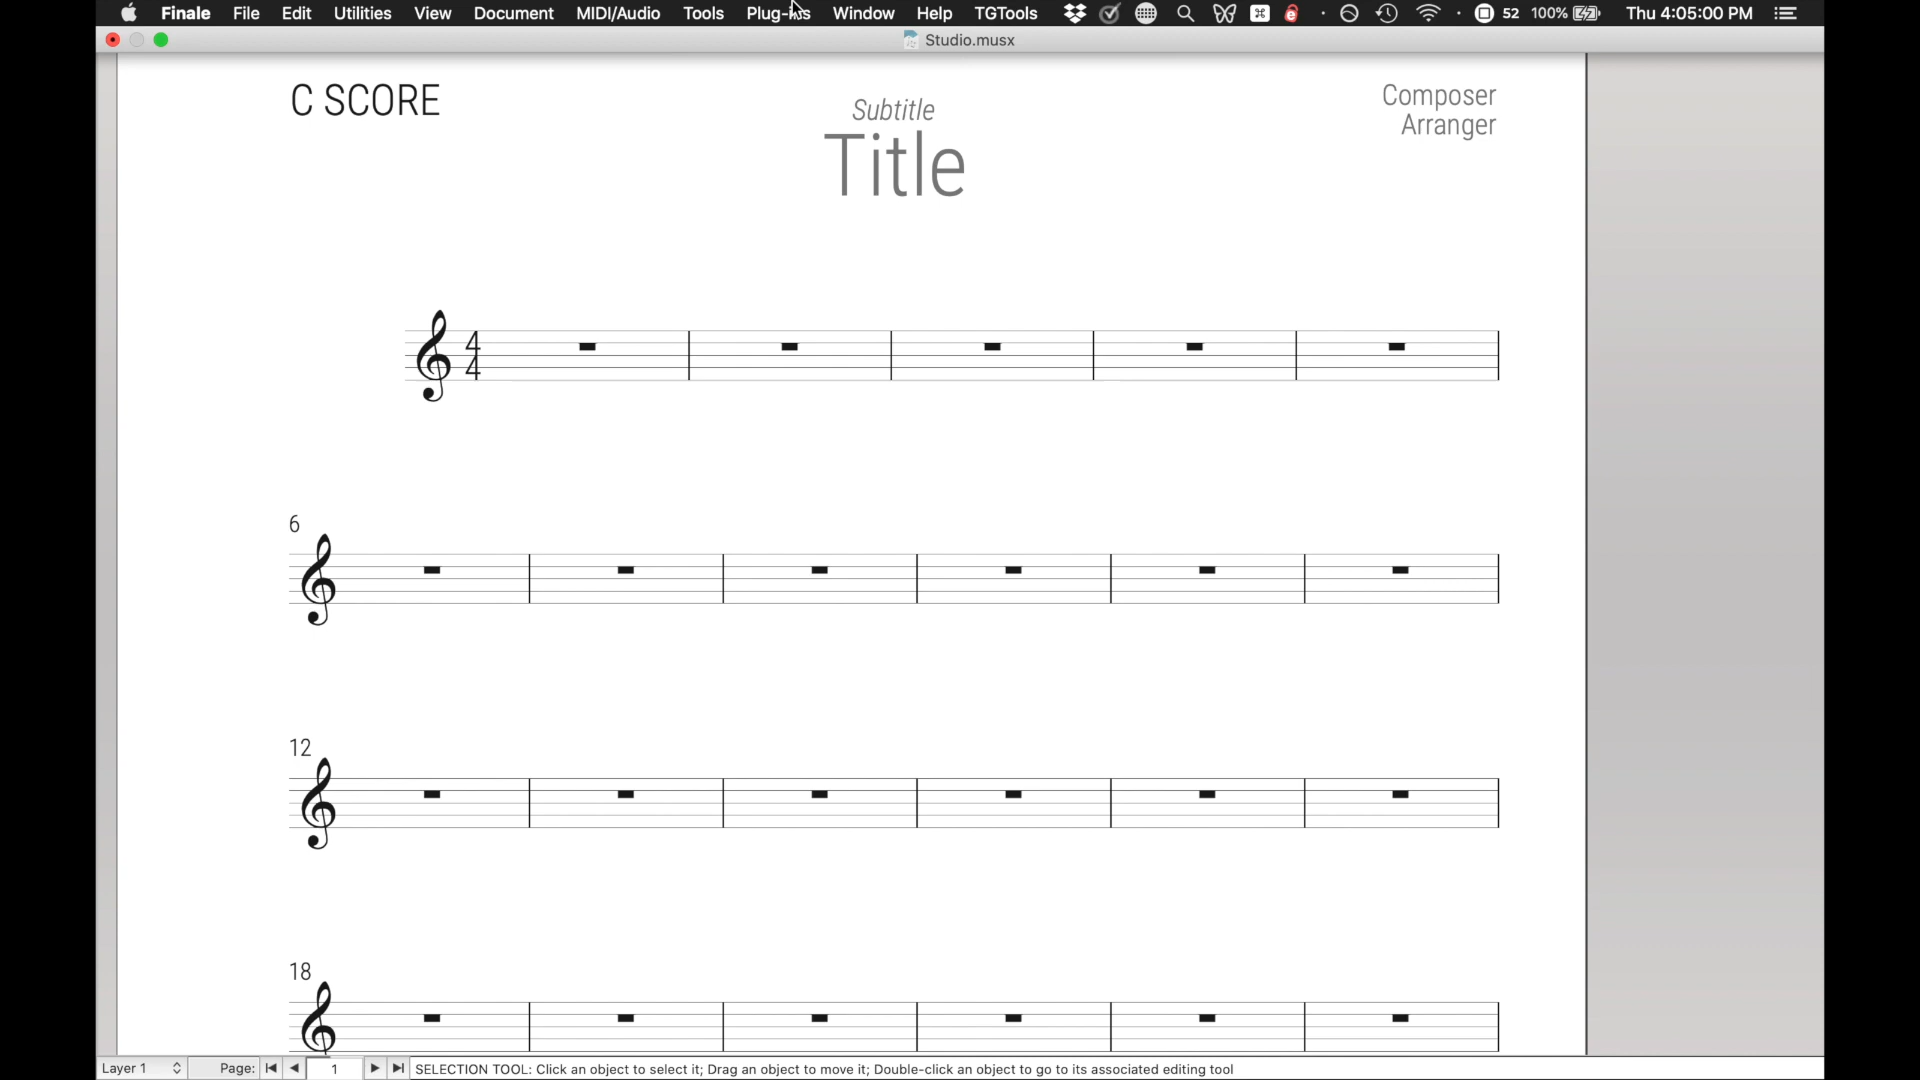 Finale File Edit Utilities View Document MIDI/Audio Tools Plug-ins Window Help TGTools 52 100% Thu 4:05:00 PM
Studio.musx
C SCORE
Subtitle
Title
Composer
Arranger
4
4
6
12
18
Layer 1 Page: 1 SELECTION TOOL: Click an object to select it; Drag an object to move it; Double-click an object to go to its associated editing tool